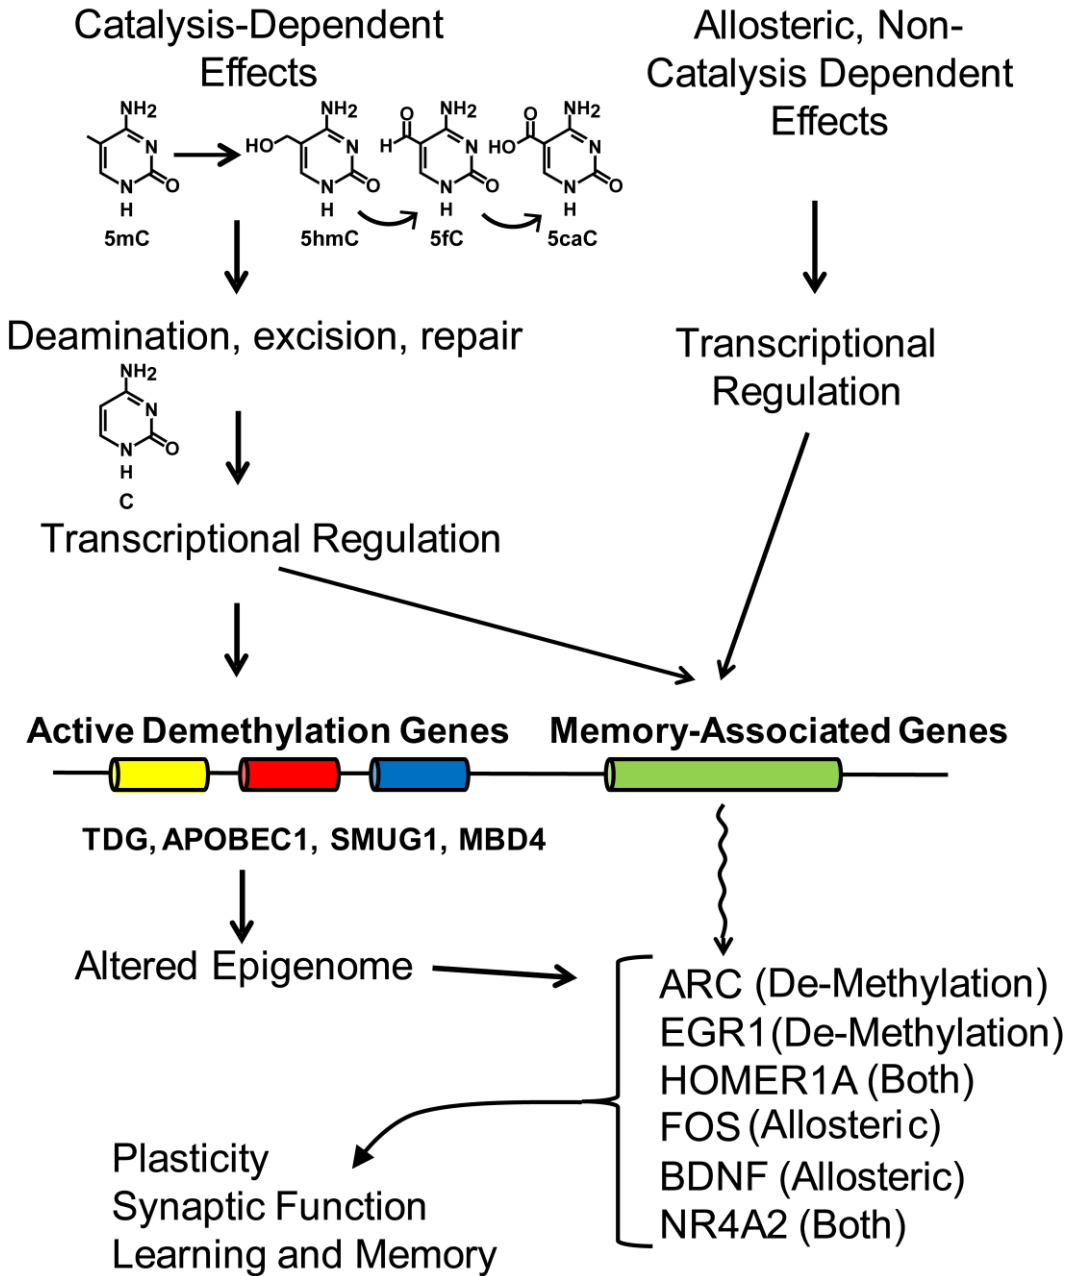 Catalysis-Dependent
Effects
Allosteric, Non-
Catalysis Dependent
Effects
NH2
N
O
N
H
5mC
HO
NH2
N
O
N
H
5hmC
O
H
NH2
N
O
N
H
5fC
O
HO
NH2
N
O
N
H
5caC
Deamination, excision, repair
NH2
N
O
N
H
C
Transcriptional
Regulation
Transcriptional Regulation
Active Demethylation Genes
Memory-Associated Genes
TDG, APOBEC1, SMUG1, MBD4
Altered Epigenome
ARC (De-Methylation)
EGR1(De-Methylation)
HOMER1A (Both)
FOS (Allosteric)
BDNF (Allosteric)
NR4A2 (Both)
Plasticity
Synaptic Function
Learning and Memory